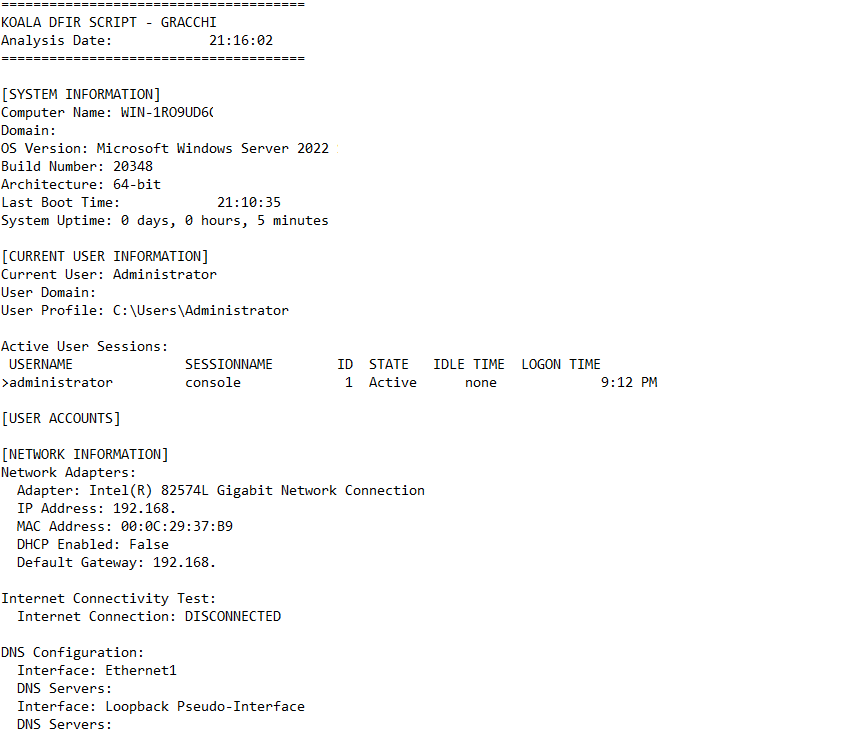 ======================================
KOALA DFIR SCRIPT - GRACCHI
Analysis Date: 21:16:02
======================================
[SYSTEM INFORMATION]
Computer Name: WIN-1RO9UD6
Domain:
OS Version: Microsoft Windows Server 2022
Build Number: 20348
Architecture: 64-bit
Last Boot Time: 21:10:35
System Uptime: 0 days, 0 hours, 5 minutes
[CURRENT USER INFORMATION]
Current User: Administrator
User Domain:
User Profile: C:\Users\Administrator
Active User Sessions:
USERNAME SESSIONNAME ID STATE IDLE TIME LOGON TIME
>administrator console 1 Active none 9:12 PM
[USER ACCOUNTS]
[NETWORK INFORMATION]
Network Adapters:
Adapter: Intel(R) 82574L Gigabit Network Connection
IP Address: 192.168.
MAC Address: 00:0C:29:37:B9
DHCP Enabled: False
Default Gateway: 192.168.
Internet Connectivity Test:
Internet Connection: DISCONNECTED
DNS Configuration:
Interface: Ethernet1
DNS Servers:
Interface: Loopback Pseudo-Interface
DNS Servers: